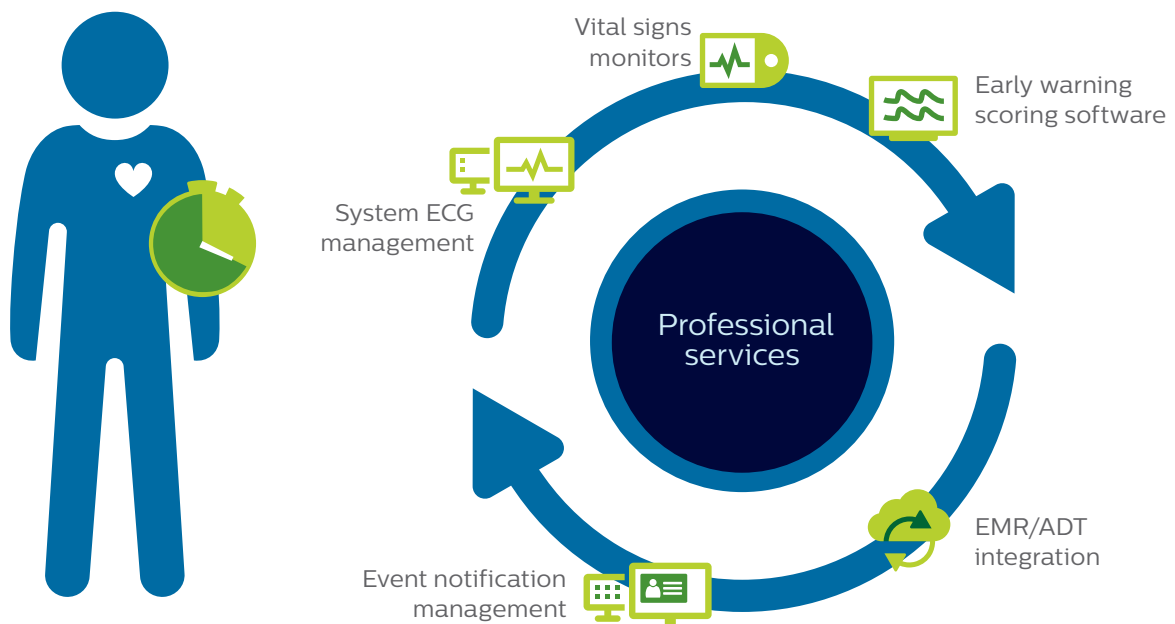 Vital signs
monitors
Early warning
scoring software
System ECG
management
Professional
services
EMR/ADT
integration
Event notification
management